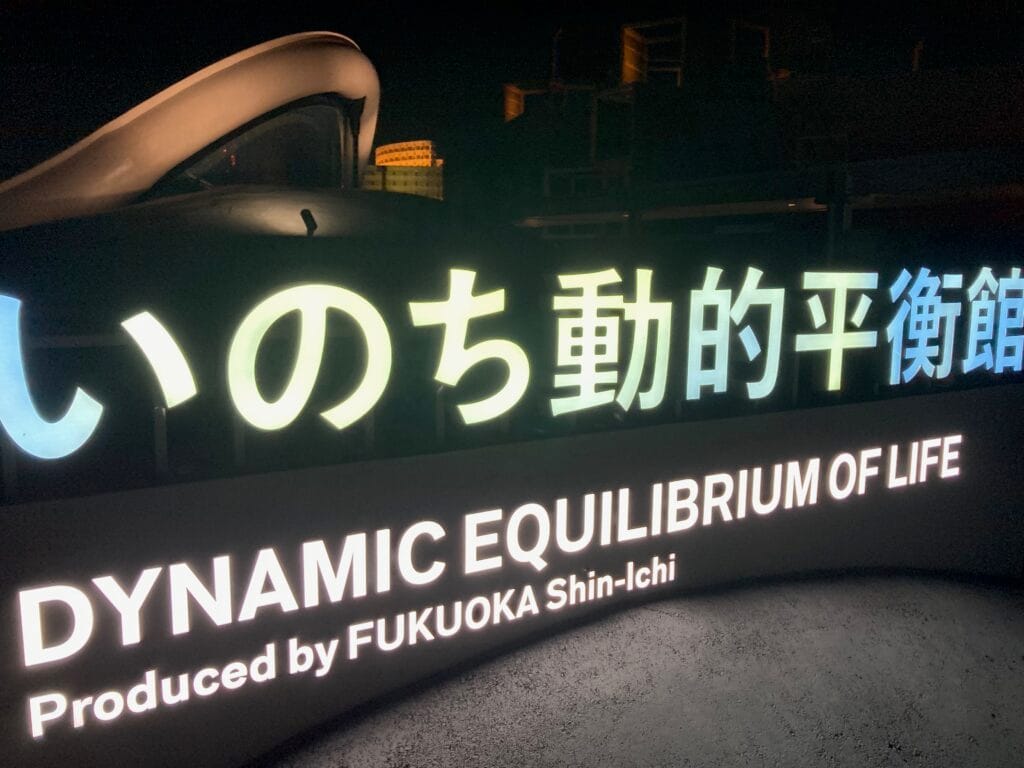 いのち動的平衡館
DYNAMIC EQUILIBRIUM OF LIFE
Produced by FUKUOKA Shin-Ichi